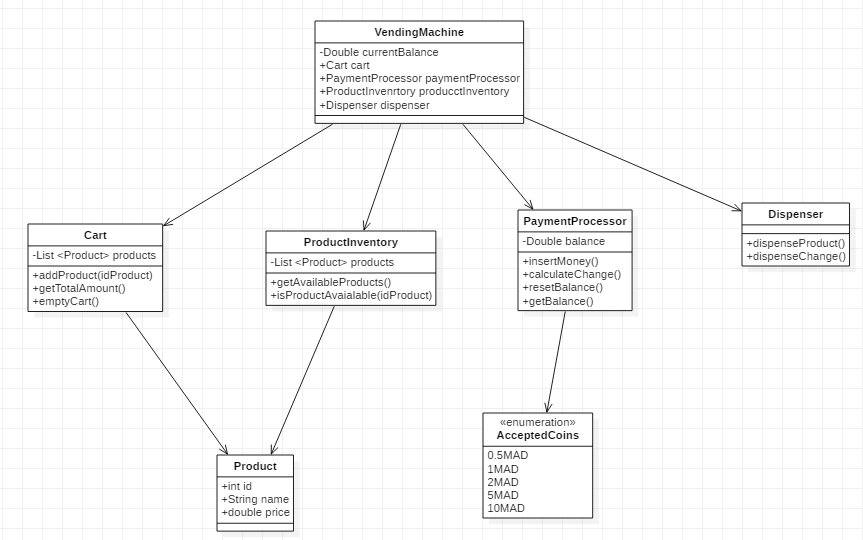 VendingMachine
-Double currentBalance
+Cart cart
+PaymentProcessor paymentProcessor
+ProductInvenrtory producctInventory
+Dispenser dispenser
Cart
-List <Product> products
+addProduct(idProduct)
+getTotalAmount()
+emptyCart()
ProductInventory
-List <Product> products
+getAvailableProducts()
+isProductAvaialable(idProduct)
PaymentProcessor
-Double balance
+insertMoney()
+calculateChange()
+resetBalance()
+getBalance()
Dispenser
+dispenseProduct()
+dispenseChange()
Product
+int id
+String name
+double price
«enumeration»
AcceptedCoins
0.5MAD
1MAD
2MAD
5MAD
10MAD